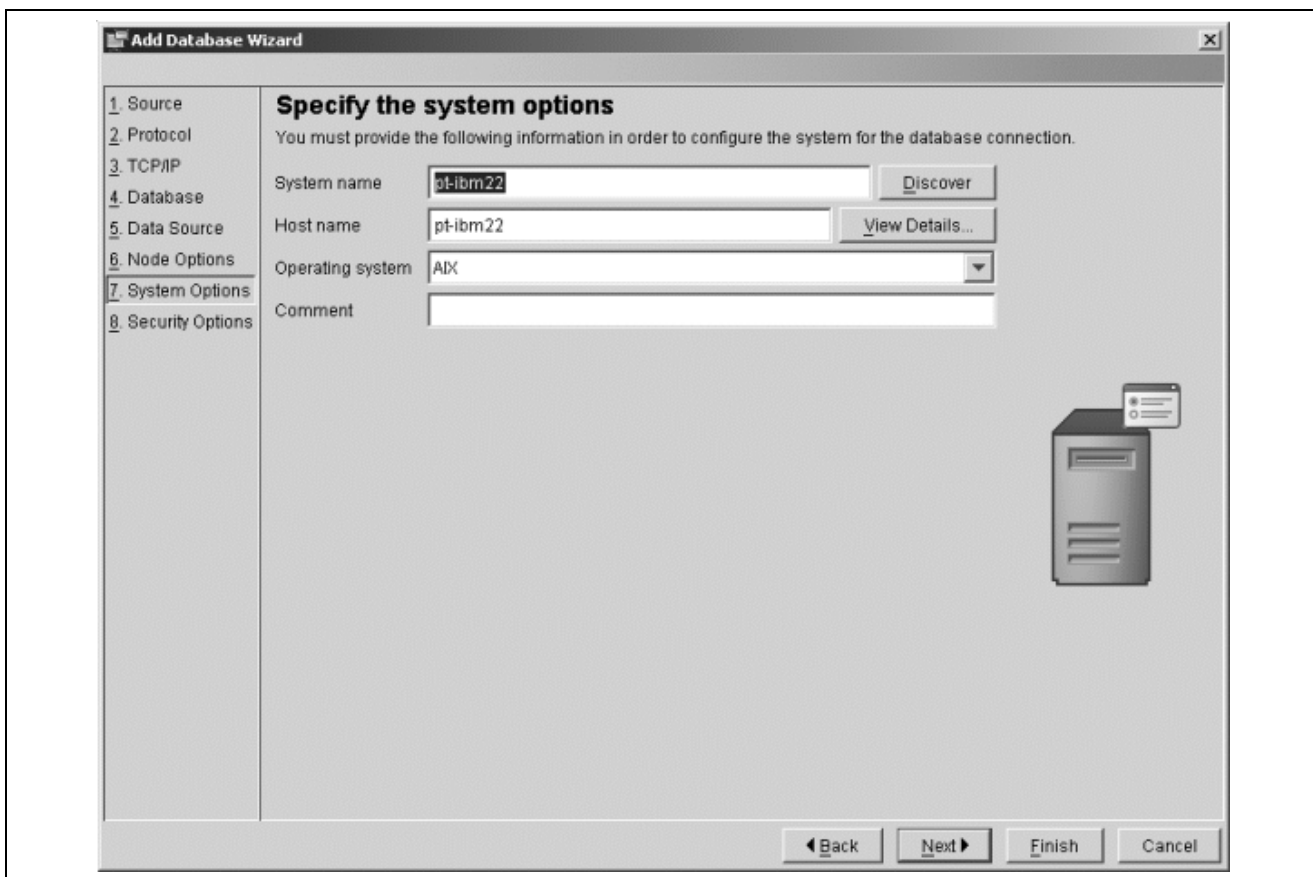 Add Database Wizard
1. Source
2. Protocol
3. TCP/IP
4. Database
5. Data Source
6. Node Options
7. System Options
8. Security Options
Specify the system options
You must provide the following information in order to configure the system for the database connection.
System name pt-ibm22 Discover
Host name pt-ibm22 View Details...
Operating system AIX
Comment
Back Next Finish Cancel